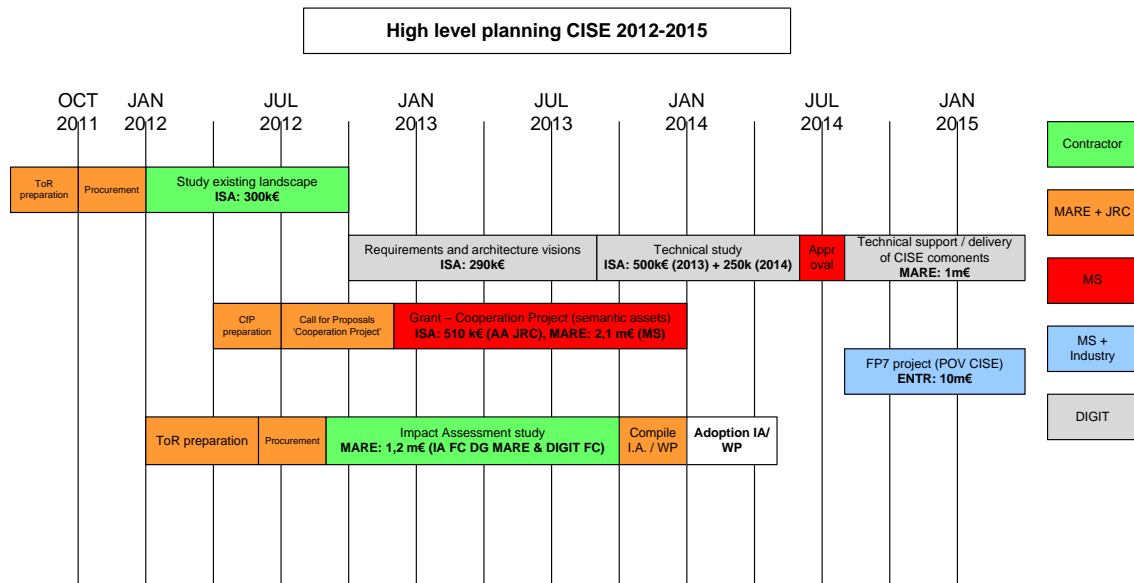 High level planning CISE 2012-2015
OCT
2011
JAN
2012
JUL
2012
JAN
2013
JUL
2013
JAN
2014
JUL
2014
JAN
2015
ToR
preparation
Procurement
Study existing landscape
ISA: 300k€
Requirements and architecture visions
ISA: 290k€
Technical study
ISA: 500k€ (2013) + 250k (2014)
Appr
oval
Technical support / delivery
of CISE comonents
MARE: 1m€
CfP
preparation
Call for Proposals
'Cooperation Project'
Grant – Cooperation Project (semantic assets)
ISA: 510 k€ (AA JRC), MARE: 2,1 m€ (MS)
FP7 project (POV CISE)
ENTR: 10m€
ToR preparation
Procurement
Impact Assessment study
MARE: 1,2 m€ (IA FC DG MARE & DIGIT FC)
Compile
I.A. / WP
Adoption IA/
WP
Contractor
MARE + JRC
MS
MS +
Industry
DIGIT